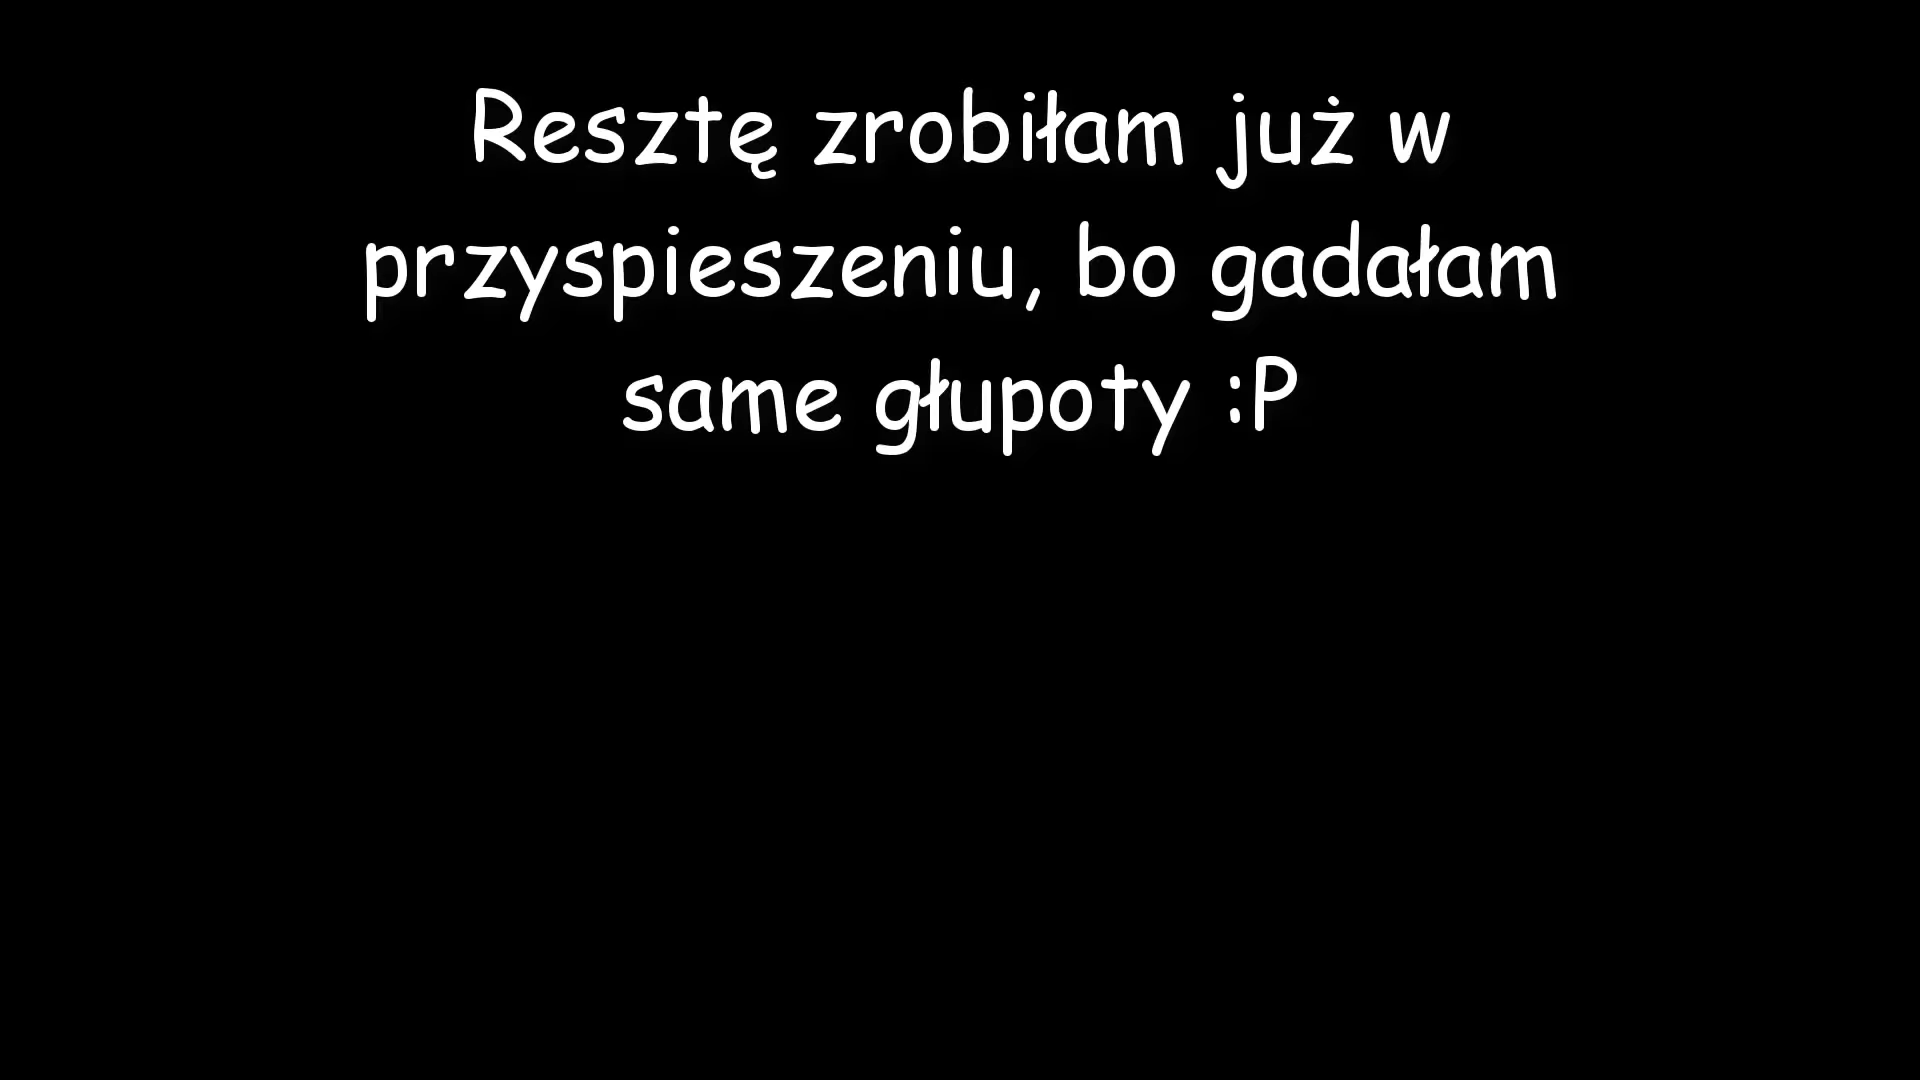 Resztę zrobiłam już w
przyspieszeniu, bo gadałam
same głupoty :P